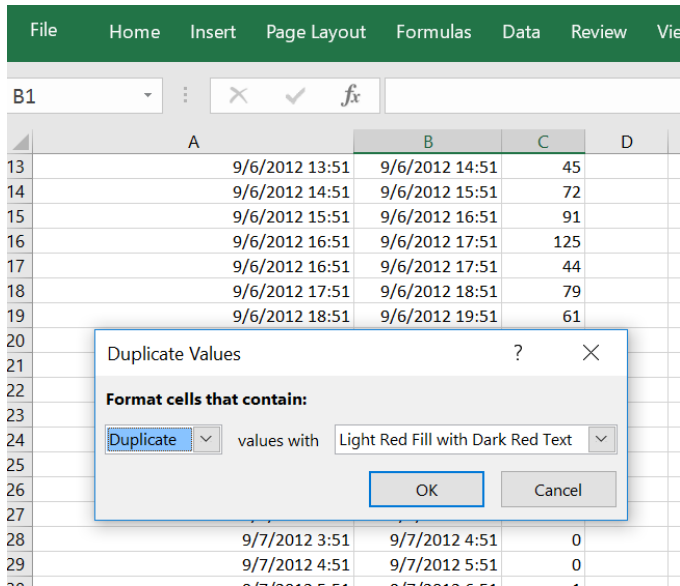 File Home Insert Page Layout Formulas Data Review Vie
B1 fx
A B C D
13 9/6/2012 13:51 9/6/2012 14:51 45
14 9/6/2012 14:51 9/6/2012 15:51 72
15 9/6/2012 15:51 9/6/2012 16:51 91
16 9/6/2012 16:51 9/6/2012 17:51 125
17 9/6/2012 16:51 9/6/2012 17:51 44
18 9/6/2012 17:51 9/6/2012 18:51 79
19 9/6/2012 18:51 9/6/2012 19:51 61
20
Duplicate Values ?
21
22
Format cells that contain:
23
24 Duplicate values with Light Red Fill with Dark Red Text
25
26 OK Cancel
27
28 9/7/2012 3:51 9/7/2012 4:51 0
29 9/7/2012 4:51 9/7/2012 5:51 0